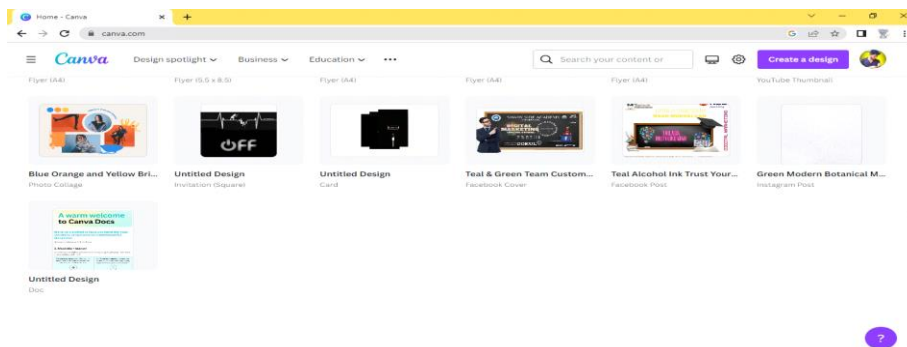 Home - Canva
canva.com
Canva
Design spotlight
Business
Education
Search your content or
Create a design
Flyer (A4)
Flyer (5.5 x 8.5)
Flyer (A4)
Flyer (A4)
Flyer (A4)
YouTube Thumbnail
OFF
DIGITAL
MARKETING
Blue Orange and Yellow Bri...
Untitled Design
Untitled Design
Teal & Green Team Custom...
Teal Alcohol Ink Trust Your...
Green Modern Botanical M...
Photo Collage
Invitation (Square)
Card
Facebook Cover
Facebook Post
Instagram Post
A warm welcome
to Canva Docs
Untitled Design
Doc
?